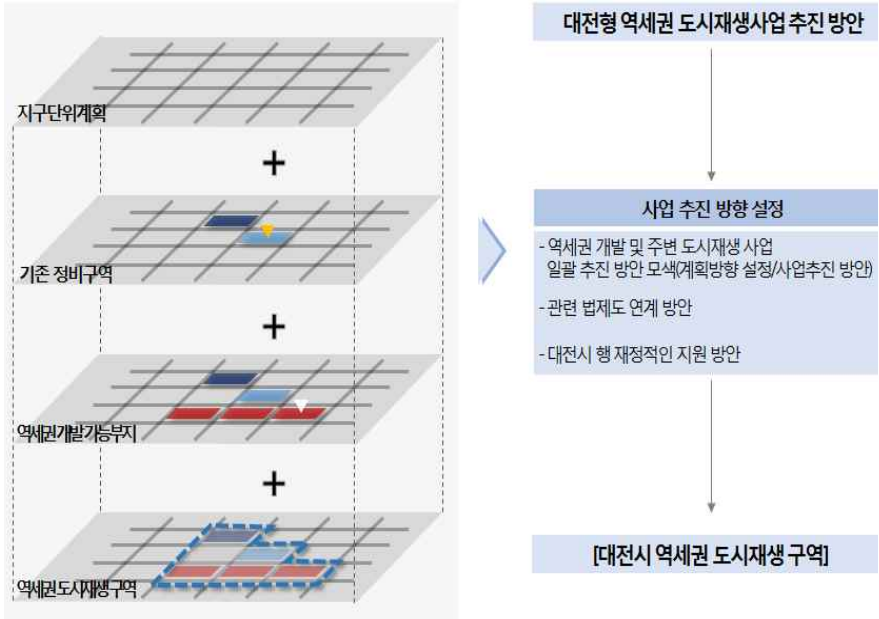 지구단위계획
+
기존 정비구역
+
역세권개발가능부지
+
역세권도시재생구역
대전형 역세권 도시재생사업 추진 방안
사업 추진 방향 설정
- 역세권 개발 및 주변 도시재생 사업
일괄 추진 방안 모색(계획방향 설정/사업추진 방안)
- 관련 법제도 연계 방안
- 대전시 행 재정적인 지원 방안
[대전시 역세권 도시재생 구역]